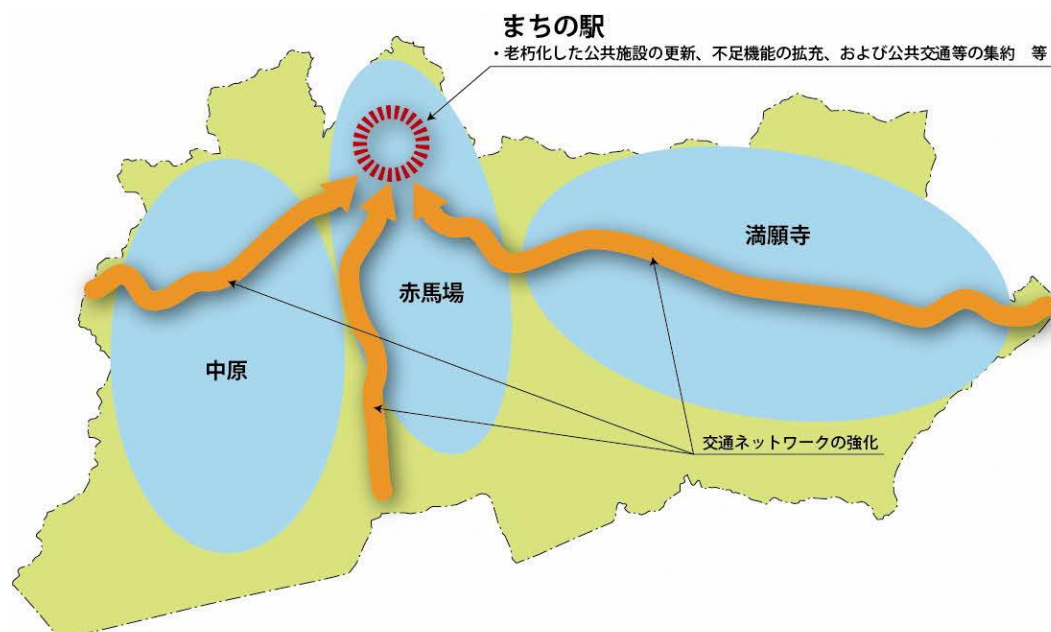 まちの駅
・老朽化した公共施設の更新、不足機能の拡充、および公共交通等の集約　等
満願寺
赤馬場
中原
交通ネットワークの強化